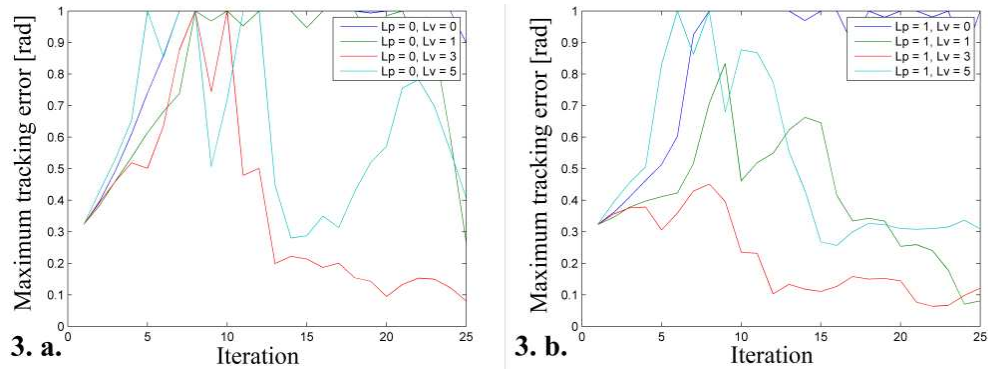 Maximum tracking error [rad]
1
0.9
0.8
0.7
0.6
0.5
0.4
0.3
0.2
0.1
0
0 5 10 15 20 25
Iteration
Lp = 0, Lv = 0
Lp = 0, Lv = 1
Lp = 0, Lv = 3
Lp = 0, Lv = 5
3. a.
Maximum tracking error [rad]
1
0.9
0.8
0.7
0.6
0.5
0.4
0.3
0.2
0.1
0
0 5 10 15 20 25
Iteration
Lp = 1, Lv = 0
Lp = 1, Lv = 1
Lp = 1, Lv = 3
Lp = 1, Lv = 5
3. b.